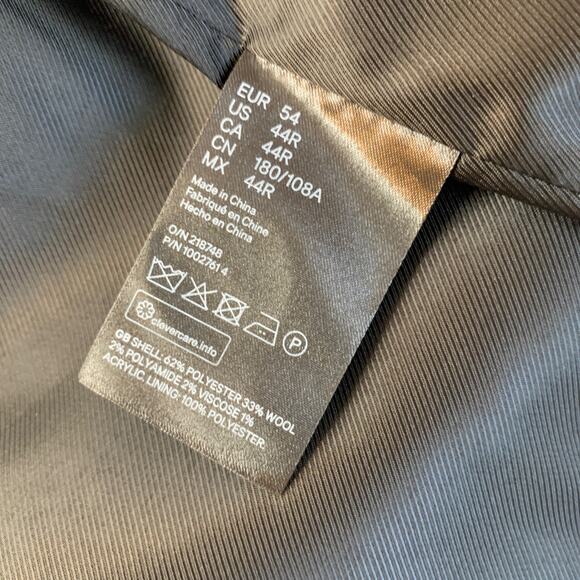 EUR 54
US 44R
CA 44R
CN 180/108A
MX 44R
Made in China
Fabriqué en Chine
Hecho en China
O/N 218748
P/N 1002761 4
P
clevercare.info
GB SHELL: 62% POLYESTER 33% WOOL
2% POLYAMIDE 2% VISCOSE 1%
ACRYLIC. LINING: 100% POLYESTER.